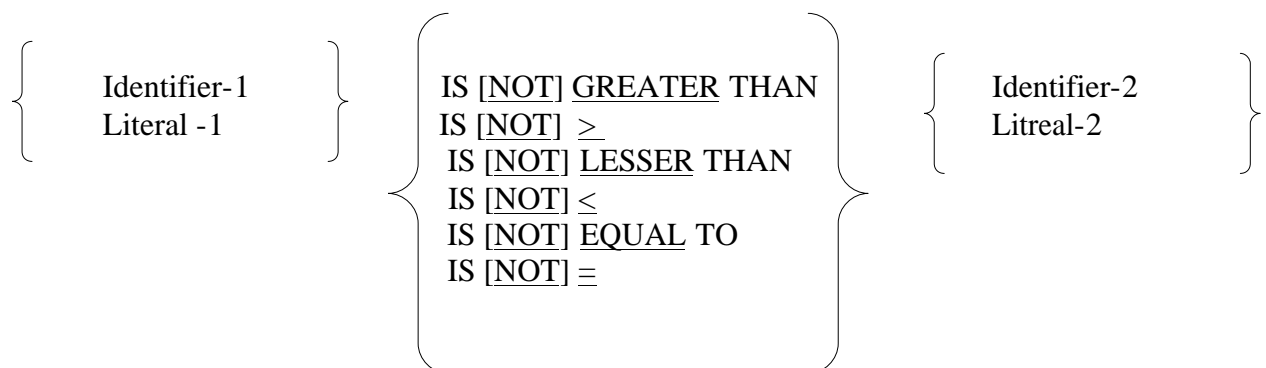 Identifier-1
Literal -1
IS [NOT] GREATER THAN
IS [NOT] >
IS [NOT] LESSER THAN
IS [NOT] <
IS [NOT] EQUAL TO
IS [NOT] =
Identifier-2
Litreal-2